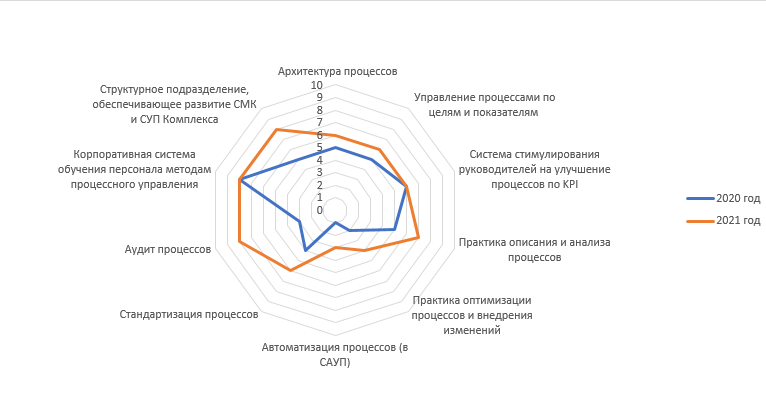 Архитектура процессов
Управление процессами по
целям и показателям
Система стимулирования
руководителей на улучшение
процессов по KPI
Практика описания и анализа
процессов
Практика оптимизации
процессов и внедрения
изменений
Автоматизация процессов (в
САУП)
Стандартизация процессов
Аудит процессов
Корпоративная система
обучения персонала методам
процессного управления
Структурное подразделение,
обеспечивающее развитие СМК
и СУП Комплекса
10
9
8
7
6
5
4
3
2
1
0
2020 год
2021 год